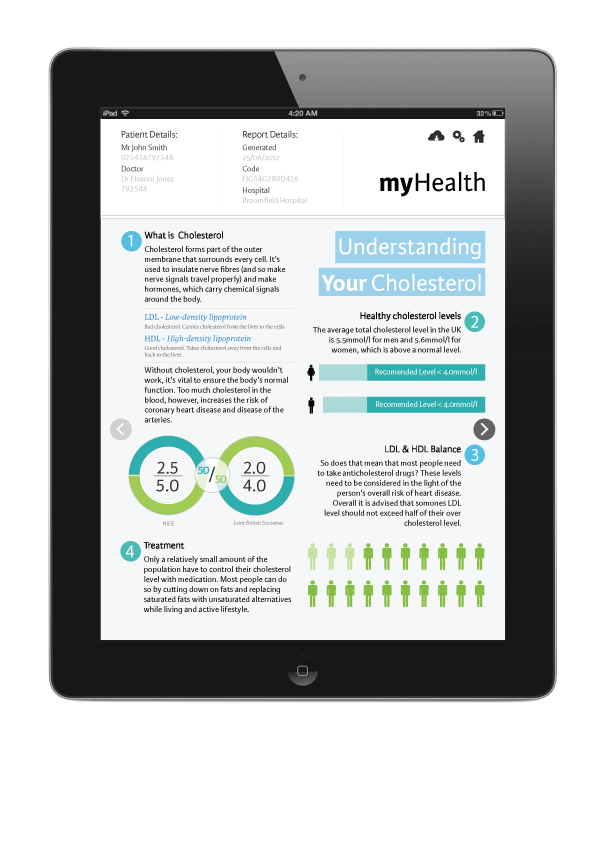 iPad
4:20 AM
32%
Patient Details:
Mr John Smith
025438792548
Doctor
Dr Eleanor Jones
792548
Report Details:
Generated
25/06/2012
Code
FJG54G289D416
Hospital
Broomfield Hospital
myHealth
Understanding
Your Cholesterol
1
What is Cholesterol
Cholesterol forms part of the outer
membrane that surrounds every cell. It's
used to insulate nerve fibres (and so make
nerve signals travel properly) and make
hormones, which carry chemical signals
around the body.
LDL - Low-density lipoprotein
Bad cholesterol. Carries cholesterol from the liver to the cells
HDL - High-density lipoprotein
Good cholesterol. Takes cholesterol away from the cells and
back to the liver.
Without cholesterol, your body wouldn't
work, it's vital to ensure the body's normal
function. Too much cholesterol in the
blood, however, increases the risk of
coronary heart disease and disease of the
arteries.
2.5
5.0
50/50
2.0
4.0
NICE
Joint British Societies
Healthy cholesterol levels
2
The average total cholesterol level in the UK
is 5.5mmol/l for men and 5.6mmol/l for
women, which is above a normal level.
Recomended Level < 4.0mmol/l
Recomended Level < 4.0mmol/l
LDL & HDL Balance
3
So does that mean that most people need
to take anticholesterol drugs? These levels
need to be considered in the light of the
person's overall risk of heart disease.
Overall it is advised that somones LDL
level should not exceed half of their over
cholesterol level.
4
Treatment
Only a relatively small amount of the
population have to control their cholesterol
level with medication. Most people can do
so by cutting down on fats and replacing
saturated fats with unsaturated alternatives
while living and active lifestyle.